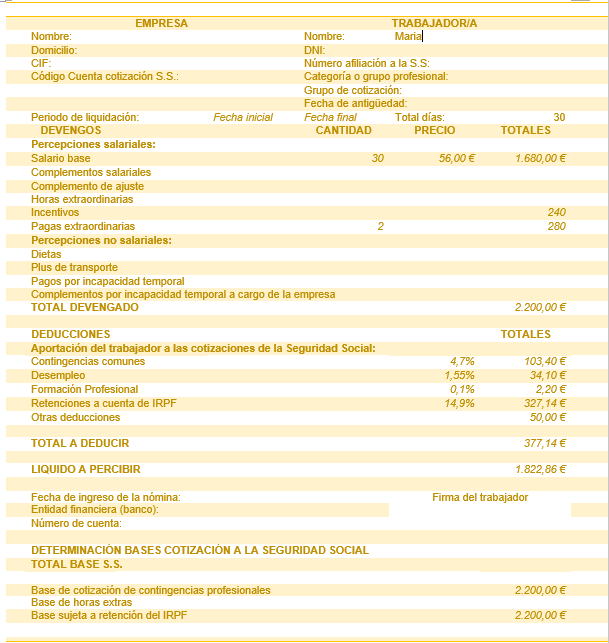 EMPRESA TRABAJADOR/A
Nombre: Nombre: Maria
Domicilio: DNI:
CIF: Número afiliación a la S.S:
Código Cuenta cotización S.S.: Categoría o grupo profesional:
Grupo de cotización:
Fecha de antigüedad:
Periodo de liquidación: Fecha inicial Fecha final Total días: 30
DEVENGOS CANTIDAD PRECIO TOTALES
Percepciones salariales:
Salario base 30 56,00 € 1.680,00 €
Complementos salariales
Complemento de ajuste
Horas extraordinarias
Incentivos 240
Pagas extraordinarias 2 280
Percepciones no salariales:
Dietas
Plus de transporte
Pagos por incapacidad temporal
Complementos por incapacidad temporal a cargo de la empresa
TOTAL DEVENGADO 2.200,00 €
DEDUCCIONES TOTALES
Aportación del trabajador a las cotizaciones de la Seguridad Social:
Contingencias comunes 4,7% 103,40 €
Desempleo 1,55% 34,10 €
Formación Profesional 0,1% 2,20 €
Retenciones a cuenta de IRPF 14,9% 327,14 €
Otras deducciones 50,00 €
TOTAL A DEDUCIR 377,14 €
LIQUIDO A PERCIBIR 1.822,86 €
Fecha de ingreso de la nómina: Firma del trabajador
Entidad financiera (banco):
Número de cuenta:
DETERMINACIÓN BASES COTIZACIÓN A LA SEGURIDAD SOCIAL
TOTAL BASE S.S.
Base de cotización de contingencias profesionales 2.200,00 €
Base de horas extras
Base sujeta a retención del IRPF 2.200,00 €